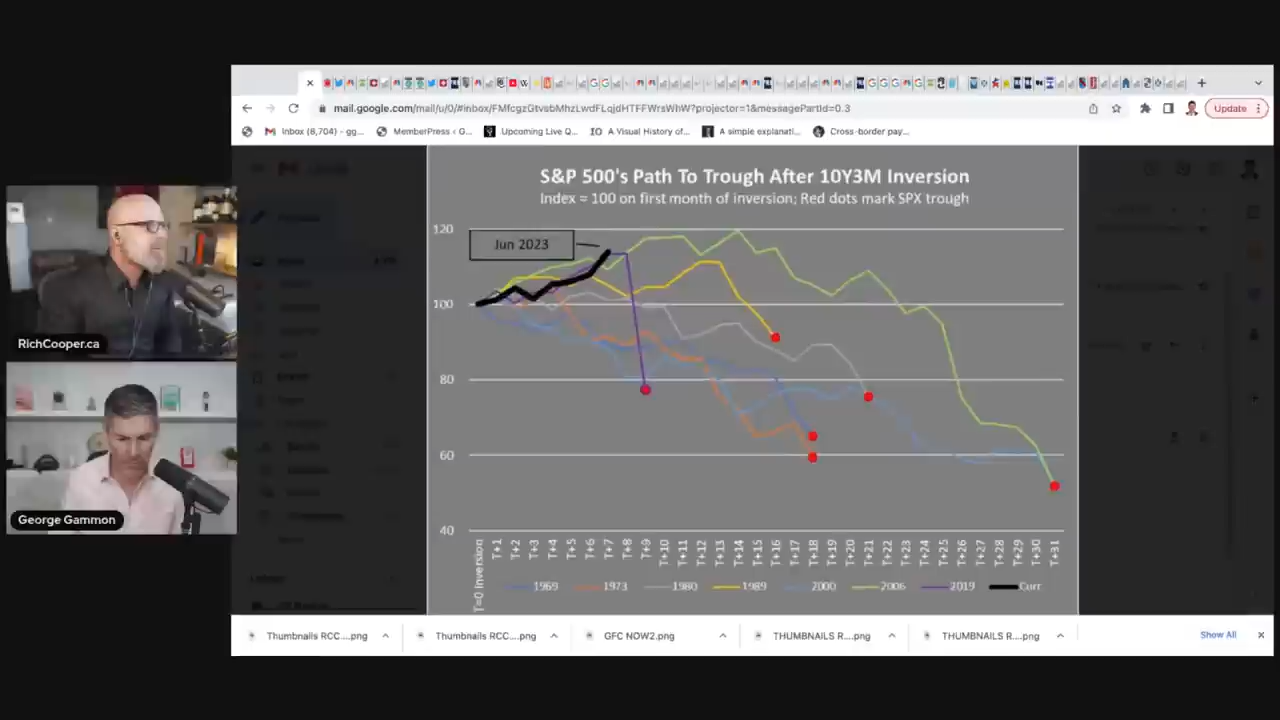 mail.google.com/mail/u/0/#inbox/FMfcgzGtvsbMhzLwdFLqjdHTFFWrsWhW?projector=1&messagePartId=0.3
Update
Inbox (8,704) - gg...
MemberPress ‹ G...
Upcoming Live Q...
IO
A Visual History of...
A simple explanati...
Cross-border pay...
S&P 500's Path To Trough After 10Y3M Inversion
Index = 100 on first month of inversion; Red dots mark SPX trough
120
Jun 2023
100
80
60
40
T=0 inversion
T+1
T+2
T+3
T+4
T+5
T+6
T+7
T+8
T+9
T+10
T+11
T+12
T+13
T+14
T+15
T+16
T+17
T+18
T+19
T+20
T+21
T+22
T+23
T+24
T+25
T+26
T+27
T+28
T+29
T+30
T+31
1969
1973
1980
1989
2000
2006
2019
Curr
RichCooper.ca
George Gammon
Thumbnails RCC....png
Thumbnails RCC....png
GFC NOW2.png
THUMBNAILS R....png
THUMBNAILS R....png
Show All